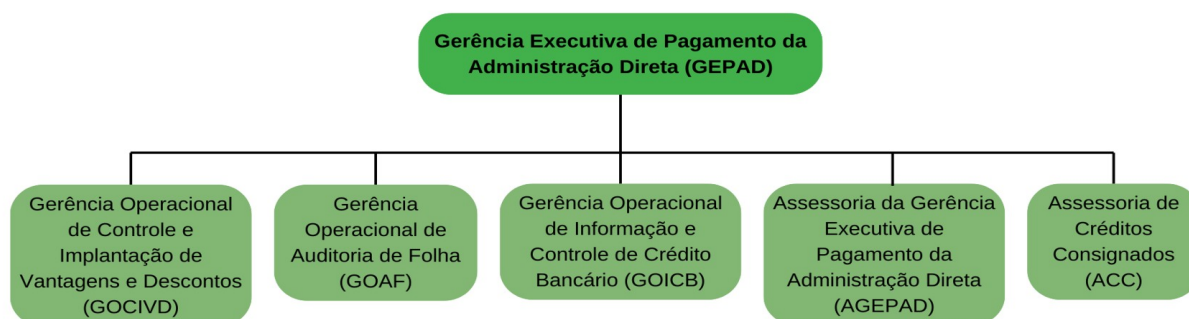 Gerência Executiva de Pagamento da
Administração Direta (GEPAD)
Gerência Operacional
de Controle e
Implantação de
Vantagens e Descontos
(GOCIVD)
Gerência
Operacional de
Auditoria de Folha
(GOAF)
Gerência Operacional
de Informação e
Controle de Crédito
Bancário (GOICB)
Assessoria da Gerência
Executiva de
Pagamento da
Administração Direta
(AGEPAD)
Assessoria de
Créditos
Consignados
(ACC)